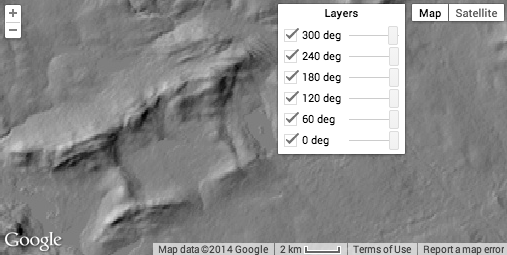 +
−
Layers
300 deg
240 deg
180 deg
120 deg
60 deg
0 deg
Map Satellite
Google
Map data ©2014 Google 2 km Terms of Use Report a map error